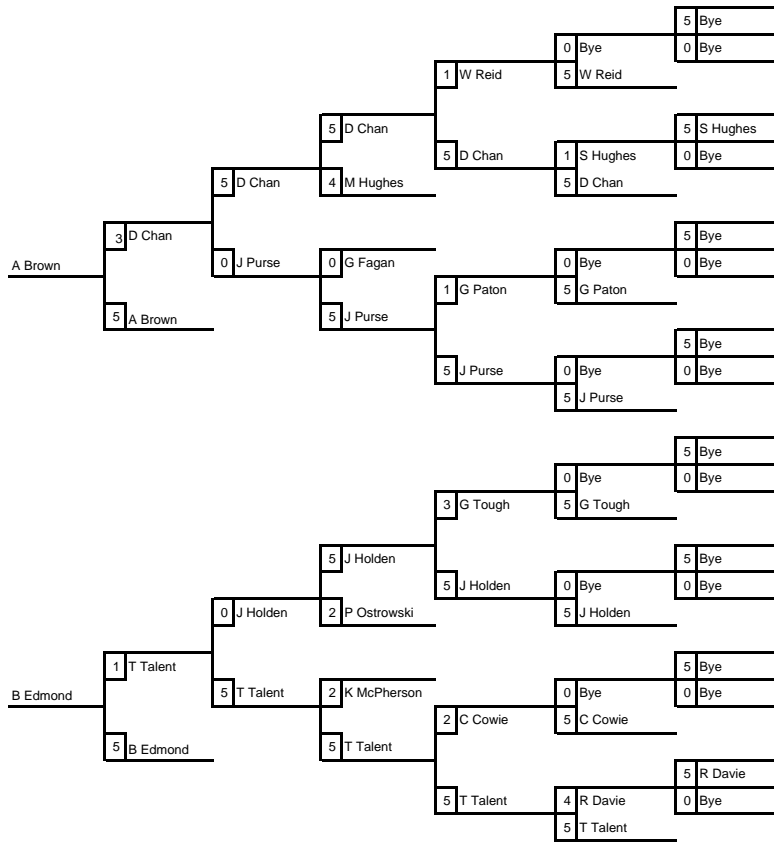 5 Bye
0 Bye 0 Bye
1 W Reid 5 W Reid
5 D Chan 5 S Hughes
5 D Chan 1 S Hughes 0 Bye
5 D Chan 4 M Hughes 5 D Chan
3 D Chan 5 Bye
A Brown 0 J Purse 0 G Fagan 0 Bye 0 Bye
1 G Paton 5 G Paton
5 A Brown 5 J Purse
5 Bye
5 J Purse 0 Bye 0 Bye
5 J Purse
5 Bye
0 Bye 0 Bye
3 G Tough 5 G Tough
5 J Holden 5 Bye
5 J Holden 0 Bye 0 Bye
0 J Holden 2 P Ostrowski 5 J Holden
1 T Talent 5 Bye
B Edmond 5 T Talent 2 K McPherson 0 Bye 0 Bye
2 C Cowie 5 C Cowie
5 B Edmond 5 T Talent
5 R Davie
5 T Talent 4 R Davie 0 Bye
5 T Talent